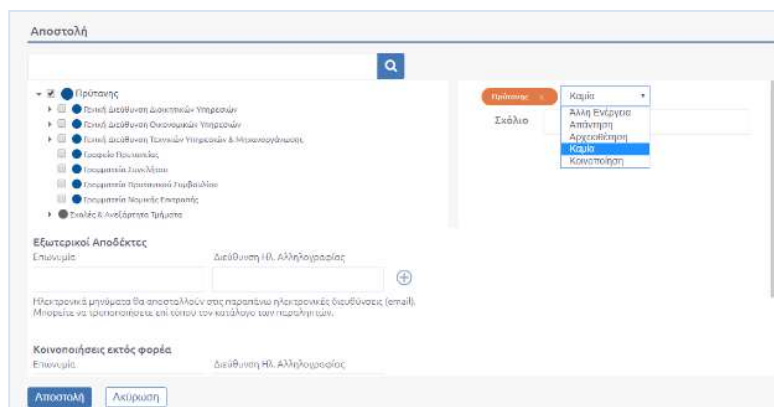 Αποστολή
Πρύτανης
Γενική Διεύθυνση Διοικητικών Υπηρεσιών
Γενική Διεύθυνση Οικονομικών Υπηρεσιών
Γενική Διεύθυνση Τεχνικών Υπηρεσιών & Μηχανοργάνωσης
Γραφείο Πρυτανείας
Γραμματεία Συγκλήτου
Γραμματεία Πρυτανικού Συμβουλίου
Γραμματεία Νομικής Επιτροπής
Σχολές & Ανεξάρτητα Τμήματα
Πρύτανης x Καμία
Σχόλιο
Άλλη Ενέργεια
Απάντηση
Αρχειοθέτηση
Καμία
Κοινοποίηση
Εξωτερικοί Αποδέκτες
Επωνυμία Διεύθυνση Ηλ. Αλληλογραφίας
Ηλεκτρονικά μηνύματα θα αποσταλλούν στις παραπάνω ηλεκτρονικές διευθύνσεις (email).
Μπορείτε να τροποποιήσετε επί τόπου τον κατάλογο των παραληπτών.
Κοινοποιήσεις εκτός φορέα
Επωνυμία Διεύθυνση Ηλ. Αλληλογραφίας
Αποστολή Ακύρωση